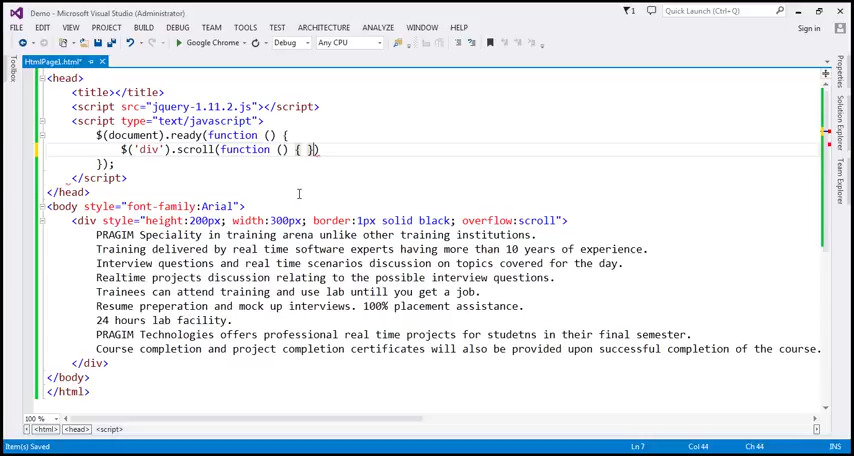 Demo - Microsoft Visual Studio (Administrator)
1
Quick Launch (Ctrl+Q)
FILE EDIT VIEW PROJECT BUILD DEBUG TEAM TOOLS TEST ARCHITECTURE ANALYZE WINDOW HELP
Sign in
Google Chrome Debug Any CPU
HtmlPage1.html*
Toolbox
Properties
Solution Explorer
Team Explorer
<head>
<title></title>
<script src="jquery-1.11.2.js"></script>
<script type="text/javascript">
$(document).ready(function () {
$('div').scroll(function () { })
});
</script>
</head>
<body style="font-family:Arial">
<div style="height:200px; width:300px; border:1px solid black; overflow:scroll">
PRAGIM Speciality in training arena unlike other training institutions.
Training delivered by real time software experts having more than 10 years of experience.
Interview questions and real time scenarios discussion on topics covered for the day.
Realtime projects discussion relating to the possible interview questions.
Trainees can attend training and use lab untill you get a job.
Resume preperation and mock up interviews. 100% placement assistance.
24 hours lab facility.
PRAGIM Technologies offers professional real time projects for studetns in their final semester.
Course completion and project completion certificates will also be provided upon successful completion of the course.
</div>
</body>
</html>
100 %
<html> <head> <script>
Item(s) Saved Ln 7 Col 44 Ch 44 INS